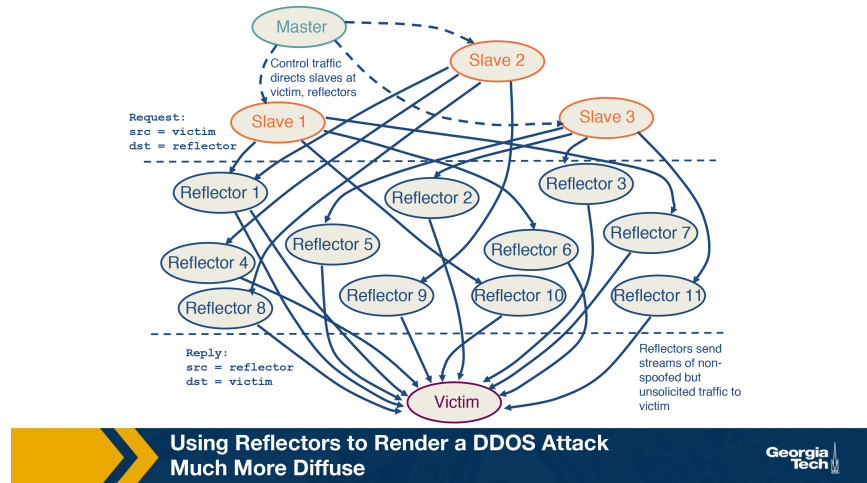 Master
Slave 2
Control traffic
directs slaves at
victim, reflectors
Request:
src = victim
dst = reflector
Slave 1
Slave 3
Reflector 1
Reflector 2
Reflector 3
Reflector 4
Reflector 5
Reflector 6
Reflector 7
Reflector 8
Reflector 9
Reflector 10
Reflector 11
Reply:
src = reflector
dst = victim
Reflectors send
streams of non-
spoofed but
unsolicited traffic to
victim
Victim
Using Reflectors to Render a DDOS Attack
Much More Diffuse
Georgia
Tech